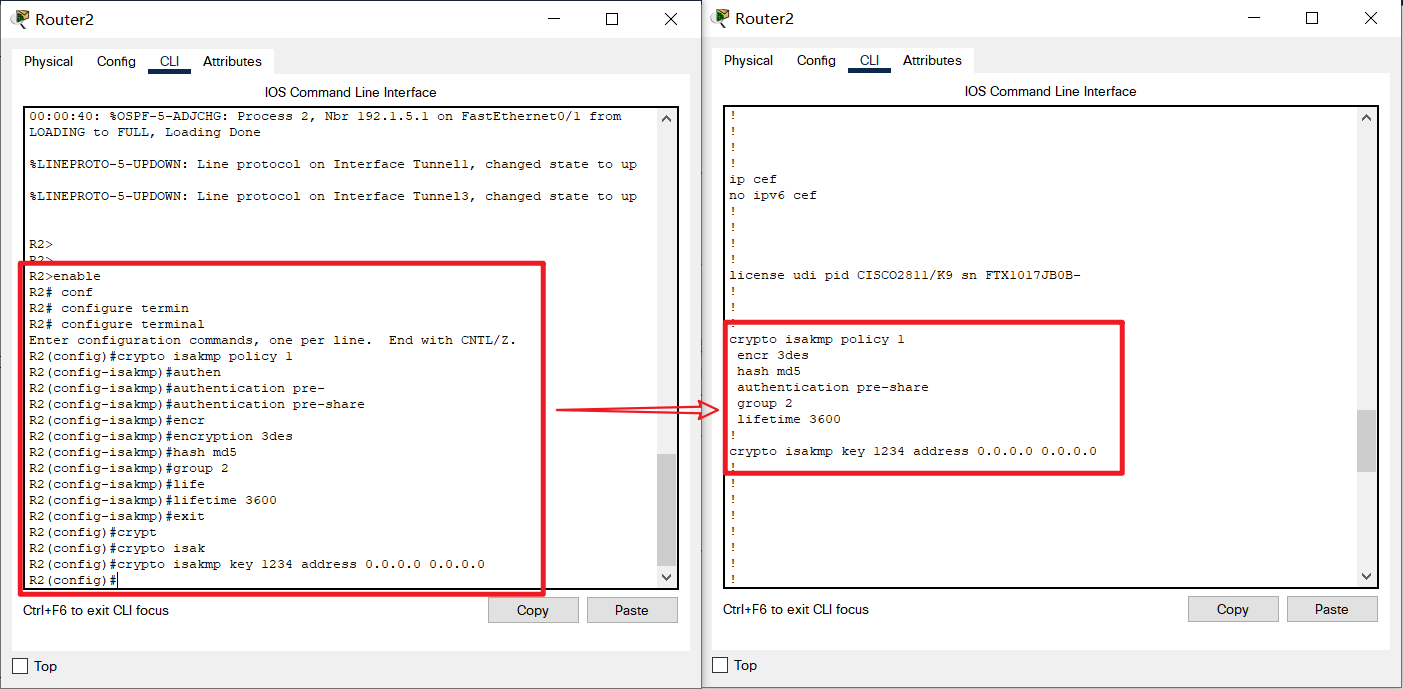 Router2
Physical Config CLI Attributes
IOS Command Line Interface
00:00:40: %OSPF-5-ADJCHG: Process 2, Nbr 192.1.5.1 on FastEthernet0/1 from
LOADING to FULL, Loading Done
%LINEPROTO-5-UPDOWN: Line protocol on Interface Tunnel1, changed state to up
%LINEPROTO-5-UPDOWN: Line protocol on Interface Tunnel3, changed state to up
R2>
R2>
R2>enable
R2# conf
R2# configure termin
R2# configure terminal
Enter configuration commands, one per line.  End with CNTL/Z.
R2(config)#crypto isakmp policy 1
R2(config-isakmp)#authen
R2(config-isakmp)#authentication pre-
R2(config-isakmp)#authentication pre-share
R2(config-isakmp)#encr
R2(config-isakmp)#encryption 3des
R2(config-isakmp)#hash md5
R2(config-isakmp)#group 2
R2(config-isakmp)#life
R2(config-isakmp)#lifetime 3600
R2(config-isakmp)#exit
R2(config)#crypt
R2(config)#crypto isak
R2(config)#crypto isakmp key 1234 address 0.0.0.0 0.0.0.0
R2(config)#
Ctrl+F6 to exit CLI focus
Copy Paste
Top
Router2
Physical Config CLI Attributes
IOS Command Line Interface
!
!
!
!
ip cef
no ipv6 cef
!
!
!
!
license udi pid CISCO2811/K9 sn FTX1017JB0B-
!
!
!
crypto isakmp policy 1
encr 3des
hash md5
authentication pre-share
group 2
lifetime 3600
!
crypto isakmp key 1234 address 0.0.0.0 0.0.0.0
!
!
!
!
!
!
!
!
Ctrl+F6 to exit CLI focus
Copy Paste
Top